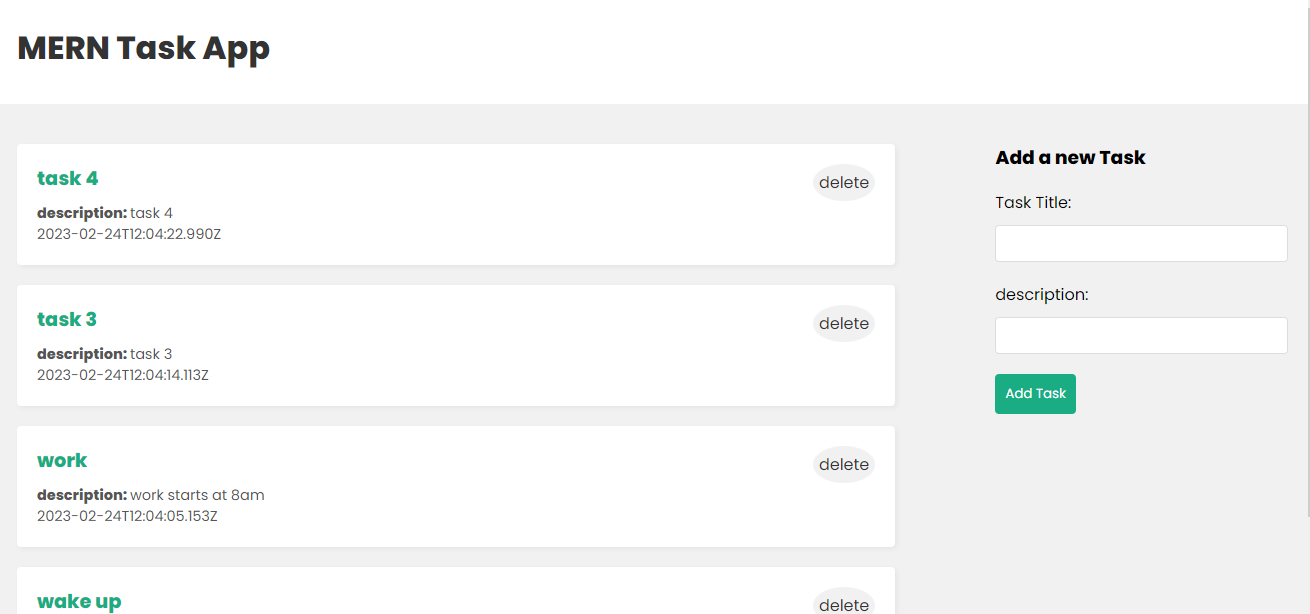 MERN Task App
task 4
delete
description: task 4
2023-02-24T12:04:22.990Z
task 3
delete
description: task 3
2023-02-24T12:04:14.113Z
work
delete
description: work starts at 8am
2023-02-24T12:04:05.153Z
wake up
delete
Add a new Task
Task Title:
description:
Add Task